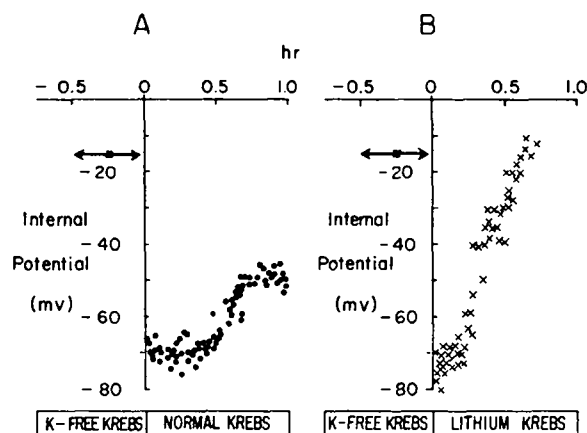 A
B
hr
- 0.5 0 0.5 1.0
- 0.5 0 0.5 1.0
-20
-20
Internal
Internal
-40
-40
Potential
Potential
(mv)
(mv)
-60
-60
-80
-80
K-FREE KREBS NORMAL KREBS
K-FREE KREBS LITHIUM KREBS